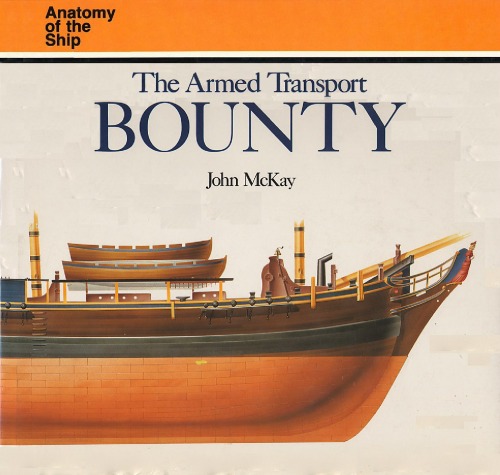 Anatomy
of the
Ship
The Armed Transport
BOUNTY
John McKay